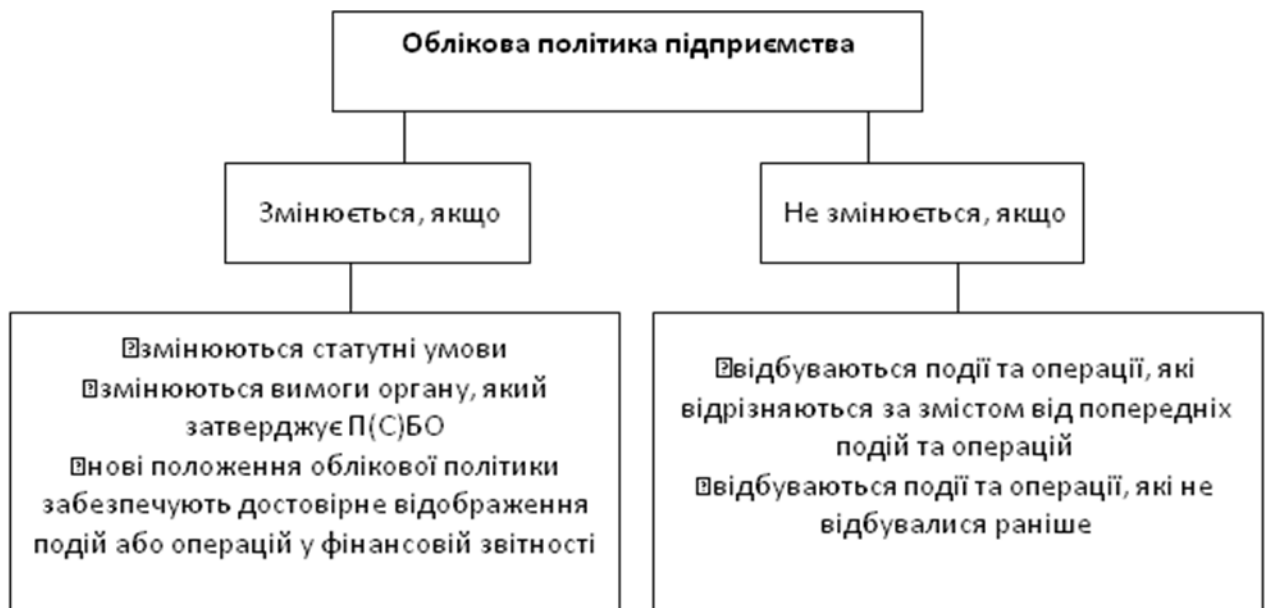 Облікова політика підприємства
Змінюється, якщо
Не змінюється, якщо
змінюються статутні умови
змінюються вимоги органу, який
затверджує П(С)БО
нові положення облікової політики
забезпечують достовірне відображення
подій або операцій у фінансовій звітності
відбуваються події та операції, які
відрізняються за змістом від попередніх
подій та операцій
відбуваються події та операції, які не
відбувалися раніше